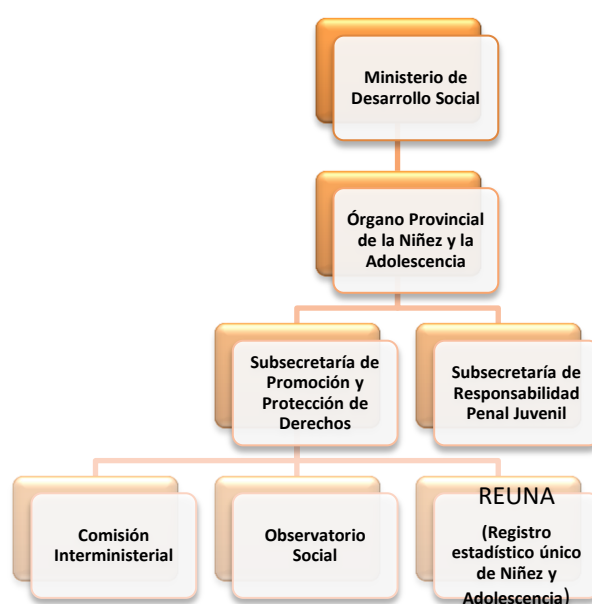 Ministerio de
Desarrollo Social
Órgano Provincial
de la Niñez y la
Adolescencia
Subsecretaría de
Promoción y
Protección de
Derechos
Subsecretaría de
Responsabilidad
Penal Juvenil
Comisión
Interministerial
Observatorio
Social
REUNA
(Registro
estadístico único
de Niñez y
Adolescencia)